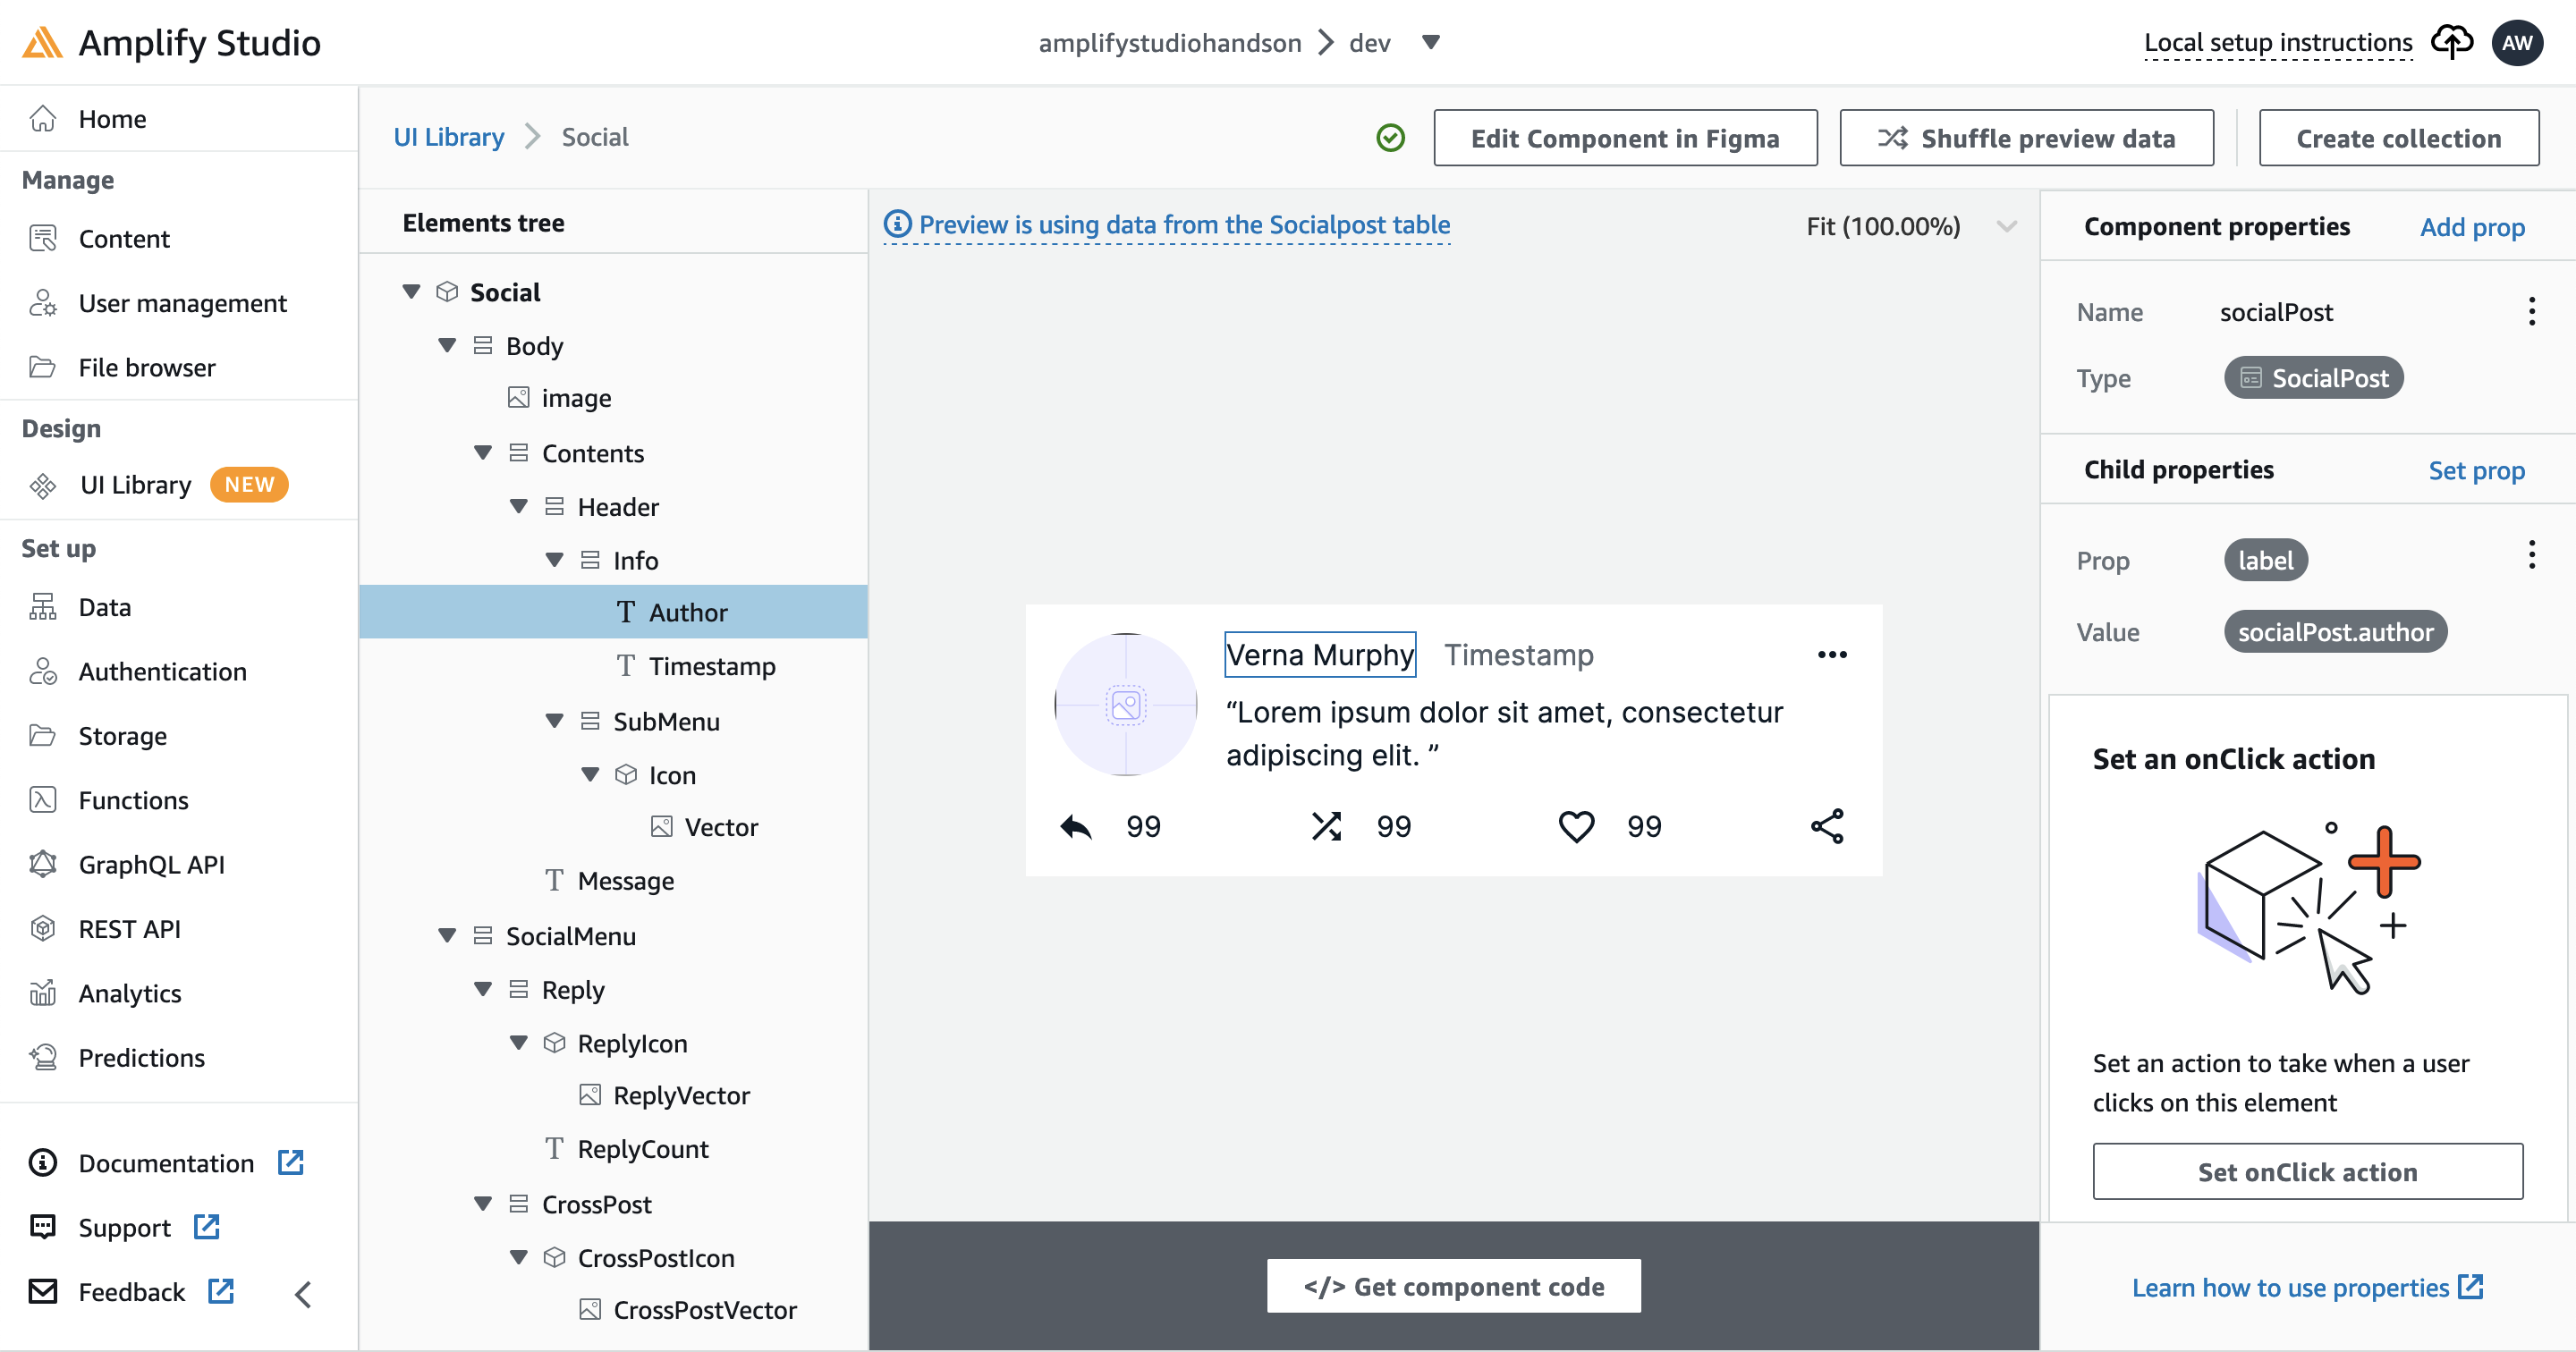 Amplify Studio
amplifystudiohandson > dev
Local setup instructions
AW
Home
Manage
Content
User management
File browser
Design
UI Library NEW
Set up
Data
Authentication
Storage
Functions
GraphQL API
REST API
Analytics
Predictions
Documentation
Support
Feedback
UI Library > Social
Edit Component in Figma
Shuffle preview data
Create collection
Elements tree
Social
Body
image
Contents
Header
Info
T Author
T Timestamp
SubMenu
Icon
Vector
T Message
SocialMenu
Reply
ReplyIcon
ReplyVector
T ReplyCount
CrossPost
CrossPostIcon
CrossPostVector
Preview is using data from the Socialpost table
Fit (100.00%)
Verna Murphy Timestamp
“Lorem ipsum dolor sit amet, consectetur
adipiscing elit. ”
99 99 99
</> Get component code
Component properties Add prop
Name socialPost
Type SocialPost
Child properties Set prop
Prop label
Value socialPost.author
Set an onClick action
Set an action to take when a user
clicks on this element
Set onClick action
Learn how to use properties